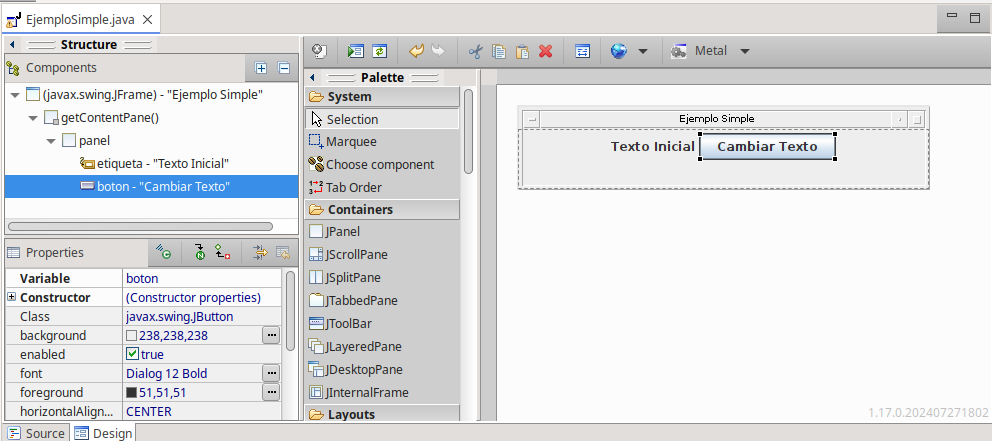 EjemploSimple.java
Structure
Components
(javax.swing.JFrame) - "Ejemplo Simple"
getContentPane()
panel
etiqueta - "Texto Inicial"
boton - "Cambiar Texto"
Properties
Variable boton
Constructor (Constructor properties)
Class javax.swing.JButton
background 238,238,238
enabled true
font Dialog 12 Bold
foreground 51,51,51
horizontalAlign... CENTER
Source
Design
Metal
Palette
System
Selection
Marquee
Choose component
Tab Order
Containers
JPanel
JScrollPane
JSplitPane
JTabbedPane
JToolBar
JLayeredPane
JDesktopPane
JInternalFrame
Layouts
Ejemplo Simple
Texto Inicial Cambiar Texto
1.17.0.202407271802